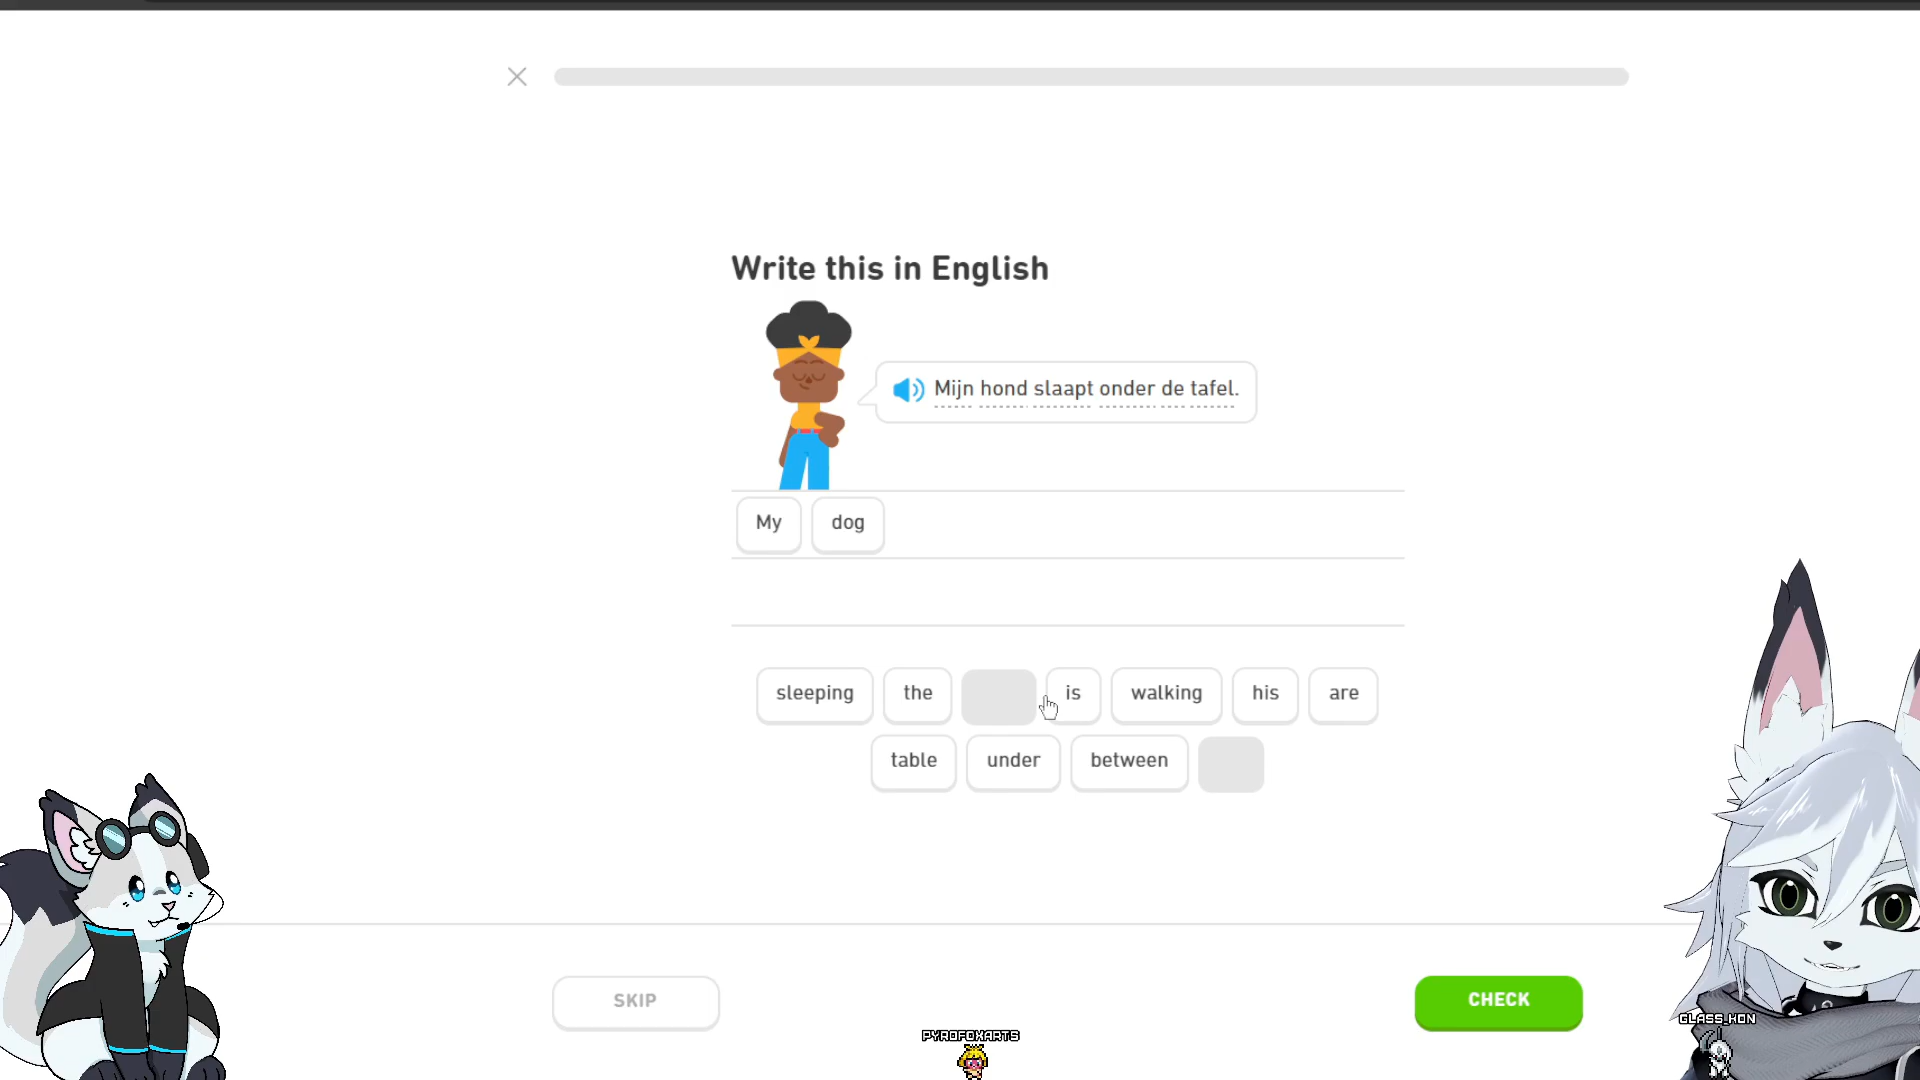 Write this in English
Mijn hond slaapt onder de tafel.
My dog
sleeping the is walking his are
table under between
SKIP CHECK
PYROFOXARTS
GLASS_KON